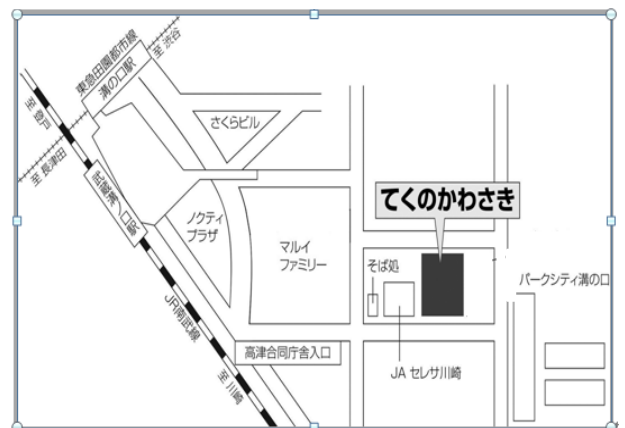 東急田園都市線
溝の口駅
至 渋谷
至 登戸
至 長津田
武蔵溝ノ口駅
さくらビル
ノクティ
プラザ
マルイ
ファミリー
てくのかわさき
そば処
パークシティ溝の口
JR南武線
高津合同庁舎入口
JA セレサ川崎
至 川崎